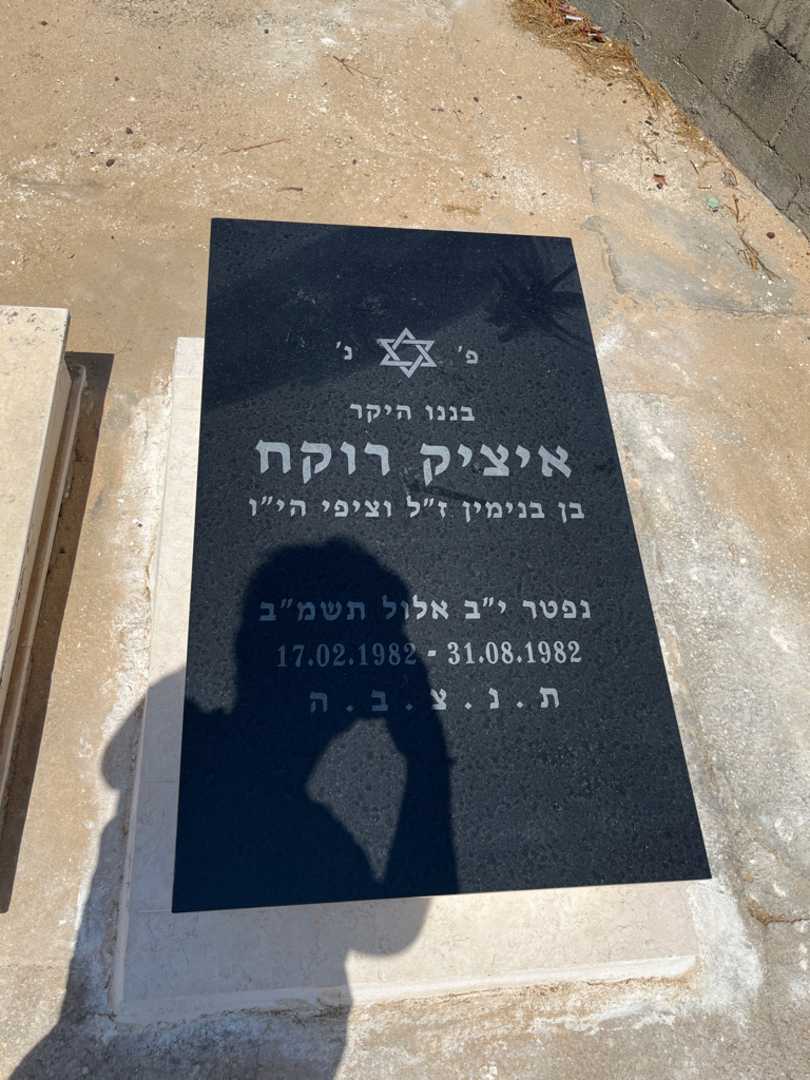 פ' נ'
בננו היקר
איציק רוקח
בן בנימין ז"ל וציפי הי"ו
נפטר י"ב אלול תשמ"ב
17.02.1982 - 31.08.1982
ת . נ . צ . ב . ה